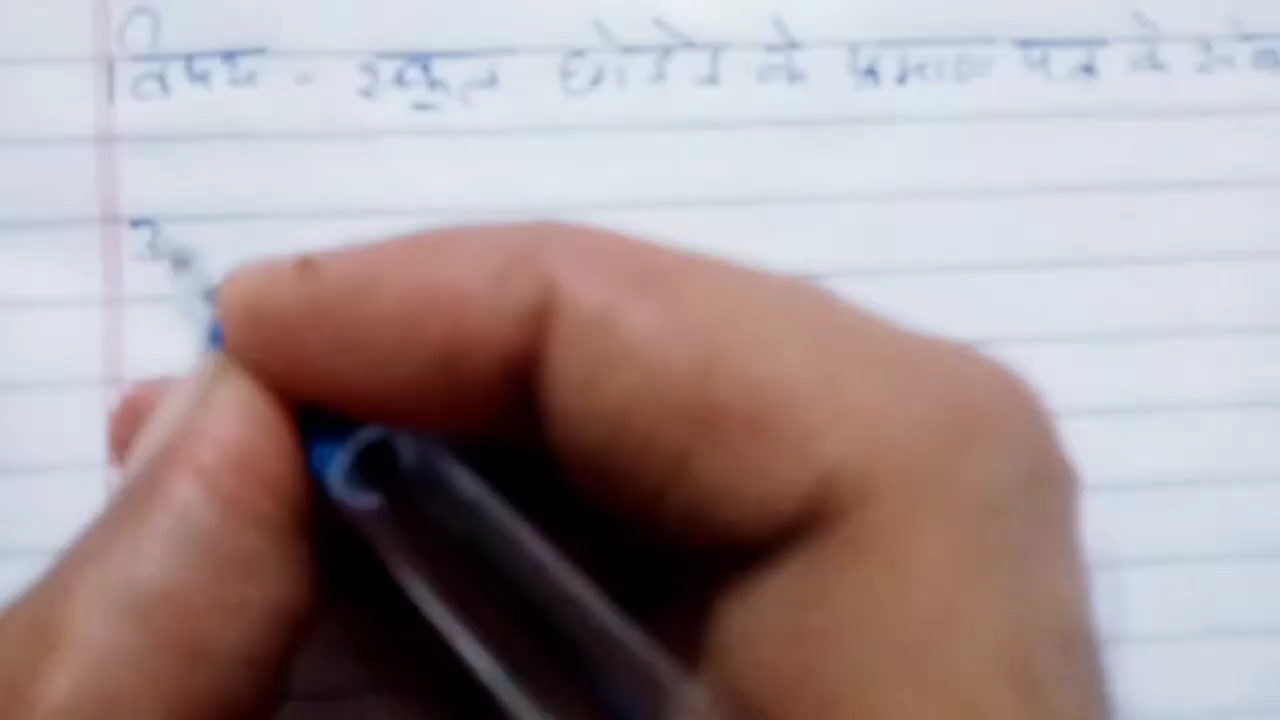 विषय - स्कूल छोड़ने के प्रमाण पत्र के